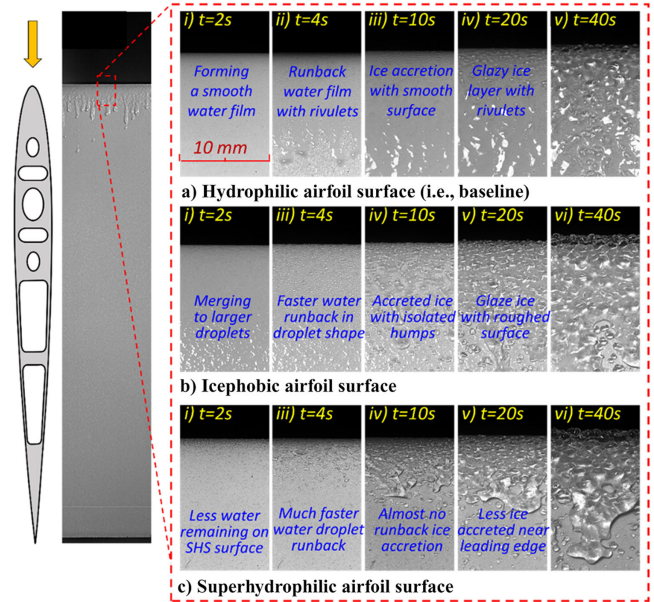 i) t=2s
ii) t=4s
iii) t=10s
iv) t=20s
v) t=40s
Forming
a smooth
water film
Runback
water film
with rivulets
Ice accretion
with smooth
surface
Glazy ice
layer with
rivulets
10 mm
a) Hydrophilic airfoil surface (i.e., baseline)
i) t=2s
iii) t=4s
iv) t=10s
v) t=20s
vi) t=40s
Merging
to larger
droplets
Faster water
runback in
droplet shape
Accreted ice
with isolated
humps
Glaze ice
with roughed
surface
b) Icephobic airfoil surface
i) t=2s
iii) t=4s
iv) t=10s
v) t=20s
vi) t=40s
Less water
remaining on
SHS surface
Much faster
water droplet
runback
Almost no
runback ice
accretion
Less ice
accreted near
leading edge
c) Superhydrophilic airfoil surface